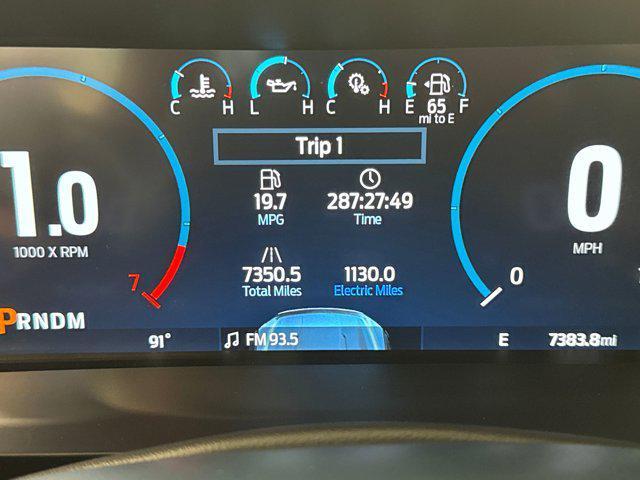 C H
L H
C H
E 65 F
mi to E
Trip 1
19.7
MPG
287:27:49
Time
7350.5
Total Miles
1130.0
Electric Miles
1.0
1000 X RPM
7
0
MPH
0
PRNDM
91°
FM 93.5
E
7383.8mi